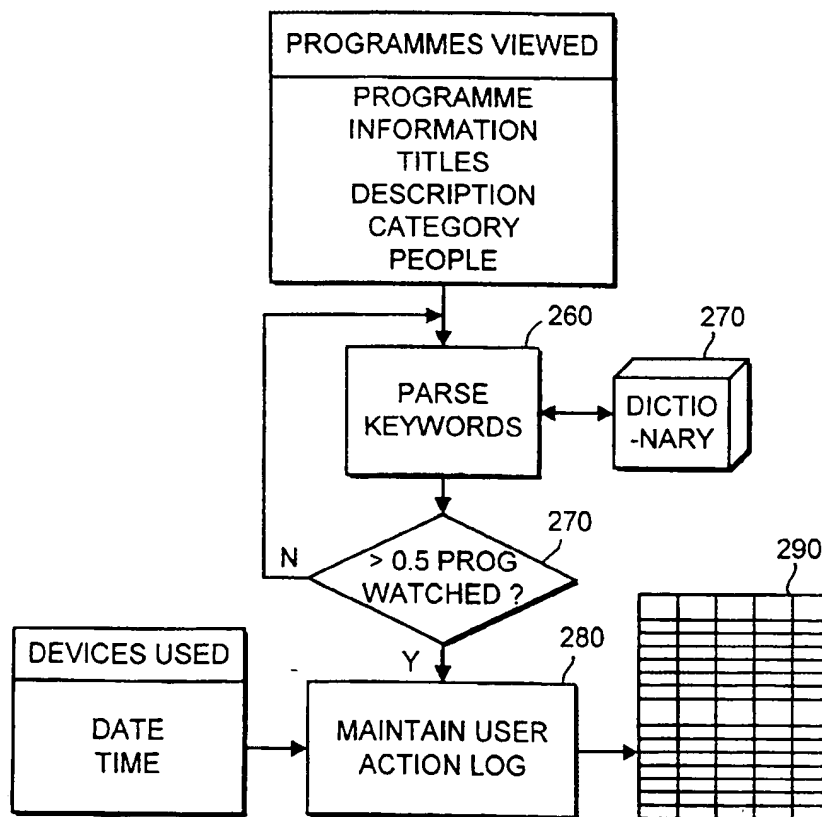 PROGRAMMES VIEWED
PROGRAMME
INFORMATION
TITLES
DESCRIPTION
CATEGORY
PEOPLE
260
270
PARSE
KEYWORDS
DICTIO
-NARY
270
N
> 0.5 PROG
WATCHED ?
290
DEVICES USED
Y
280
DATE
TIME
MAINTAIN USER
ACTION LOG